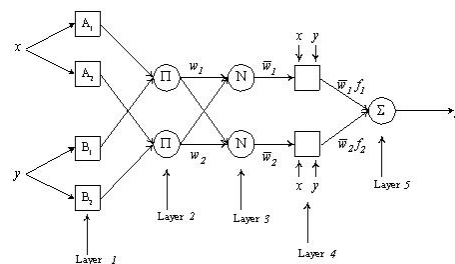 x
y
A₁
A₂
B₁
B₂
Π
Π
w₁
w₂
N
N
w̅₁
w̅₂
x y
x y
w̅₁f₁
w̅₂f₂
Σ
Layer 1
Layer 2
Layer 3
Layer 4
Layer 5